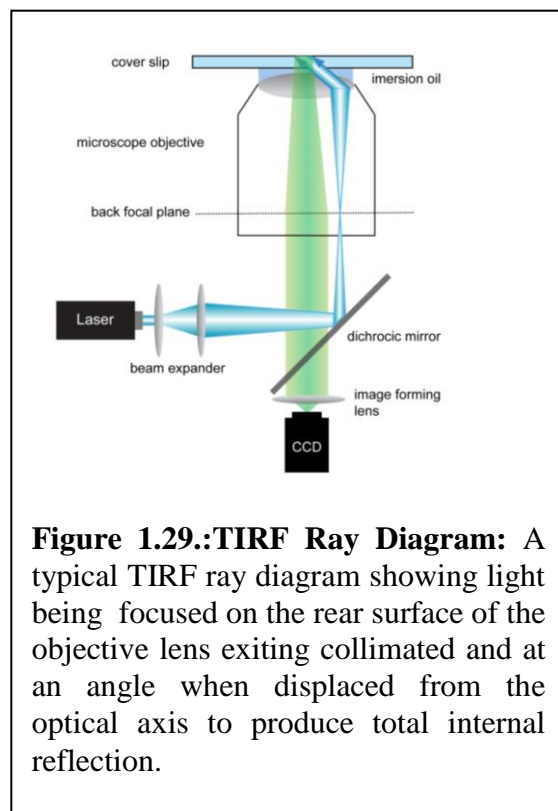 cover slip
imersion oil
microscope objective
back focal plane
Laser
dichrocic mirror
beam expander
image forming
lens
CCD
Figure 1.29.:TIRF Ray Diagram: A
typical TIRF ray diagram showing light
being focused on the rear surface of the
objective lens exiting collimated and at
an angle when displaced from the
optical axis to produce total internal
reflection.